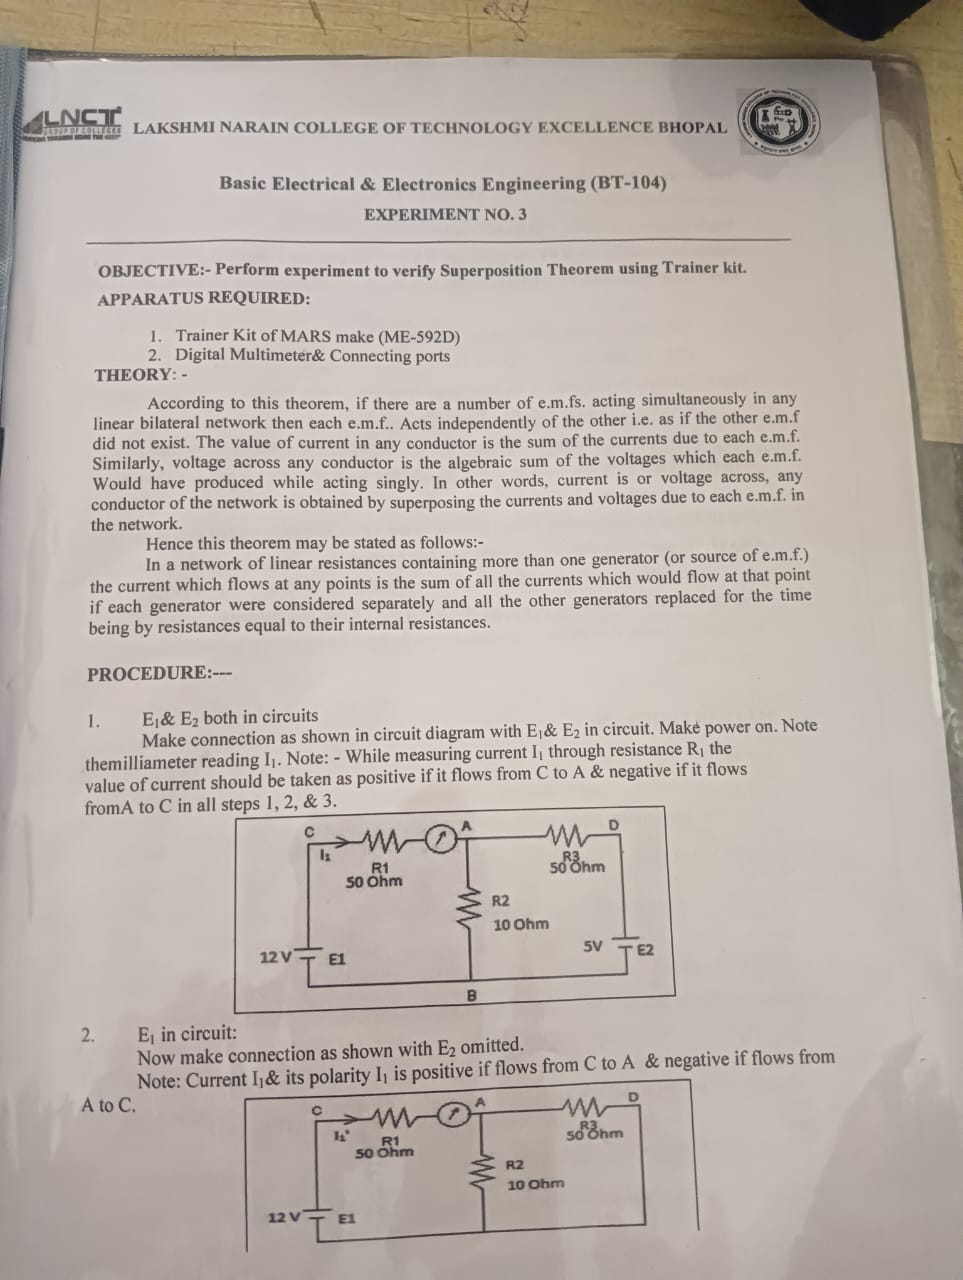 LNCT
GROUP OF COLLEGES
LAKSHMI NARAIN COLLEGE OF TECHNOLOGY EXCELLENCE BHOPAL
Basic Electrical & Electronics Engineering (BT-104)
EXPERIMENT NO. 3
OBJECTIVE:- Perform experiment to verify Superposition Theorem using Trainer kit.
APPARATUS REQUIRED:
1. Trainer Kit of MARS make (ME-592D)
2. Digital Multimeter& Connecting ports
THEORY: -
According to this theorem, if there are a number of e.m.fs. acting simultaneously in any
linear bilateral network then each e.m.f.. Acts independently of the other i.e. as if the other e.m.f
did not exist. The value of current in any conductor is the sum of the currents due to each e.m.f.
Similarly, voltage across any conductor is the algebraic sum of the voltages which each e.m.f.
Would have produced while acting singly. In other words, current is or voltage across, any
conductor of the network is obtained by superposing the currents and voltages due to each e.m.f. in
the network.
Hence this theorem may be stated as follows:-
In a network of linear resistances containing more than one generator (or source of e.m.f.)
the current which flows at any points is the sum of all the currents which would flow at that point
if each generator were considered separately and all the other generators replaced for the time
being by resistances equal to their internal resistances.
PROCEDURE:---
1. E₁& E₂ both in circuits
Make connection as shown in circuit diagram with E₁& E₂ in circuit. Make power on. Note
themilliameter reading I₁. Note: - While measuring current I₁ through resistance R₁ the
value of current should be taken as positive if it flows from C to A & negative if it flows
fromA to C in all steps 1, 2, & 3.
C A D
I₁
R1 R3
50 Ohm 50 Ohm
R2
10 Ohm
12 V E1 5V E2
B
2. E₁ in circuit:
Now make connection as shown with E₂ omitted.
Note: Current I₁& its polarity I₁ is positive if flows from C to A & negative if flows from
A to C.
C A D
I₁'
R1 R3
50 Ohm 50 Ohm
R2
10 Ohm
12 V E1